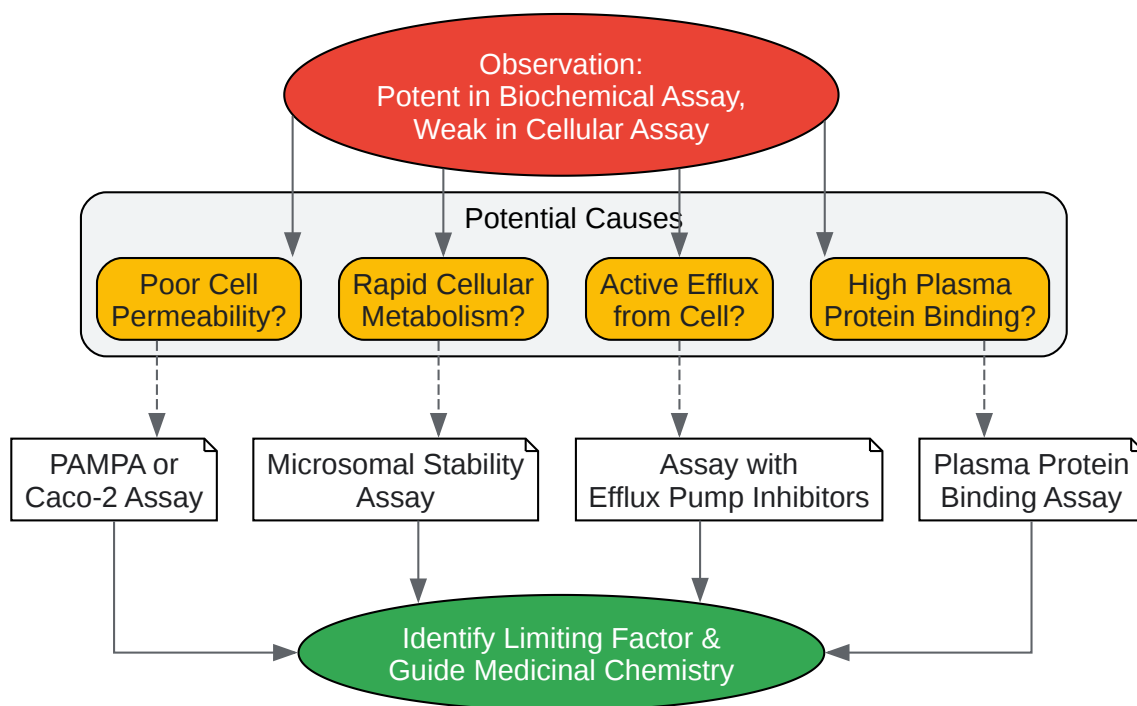 Observation:
Potent in Biochemical Assay,
Weak in Cellular Assay
Potential Causes
Poor Cell
Permeability?
Rapid Cellular
Metabolism?
Active Efflux
from Cell?
High Plasma
Protein Binding?
PAMPA or
Caco-2 Assay
Microsomal Stability
Assay
Assay with
Efflux Pump Inhibitors
Plasma Protein
Binding Assay
Identify Limiting Factor &
Guide Medicinal Chemistry